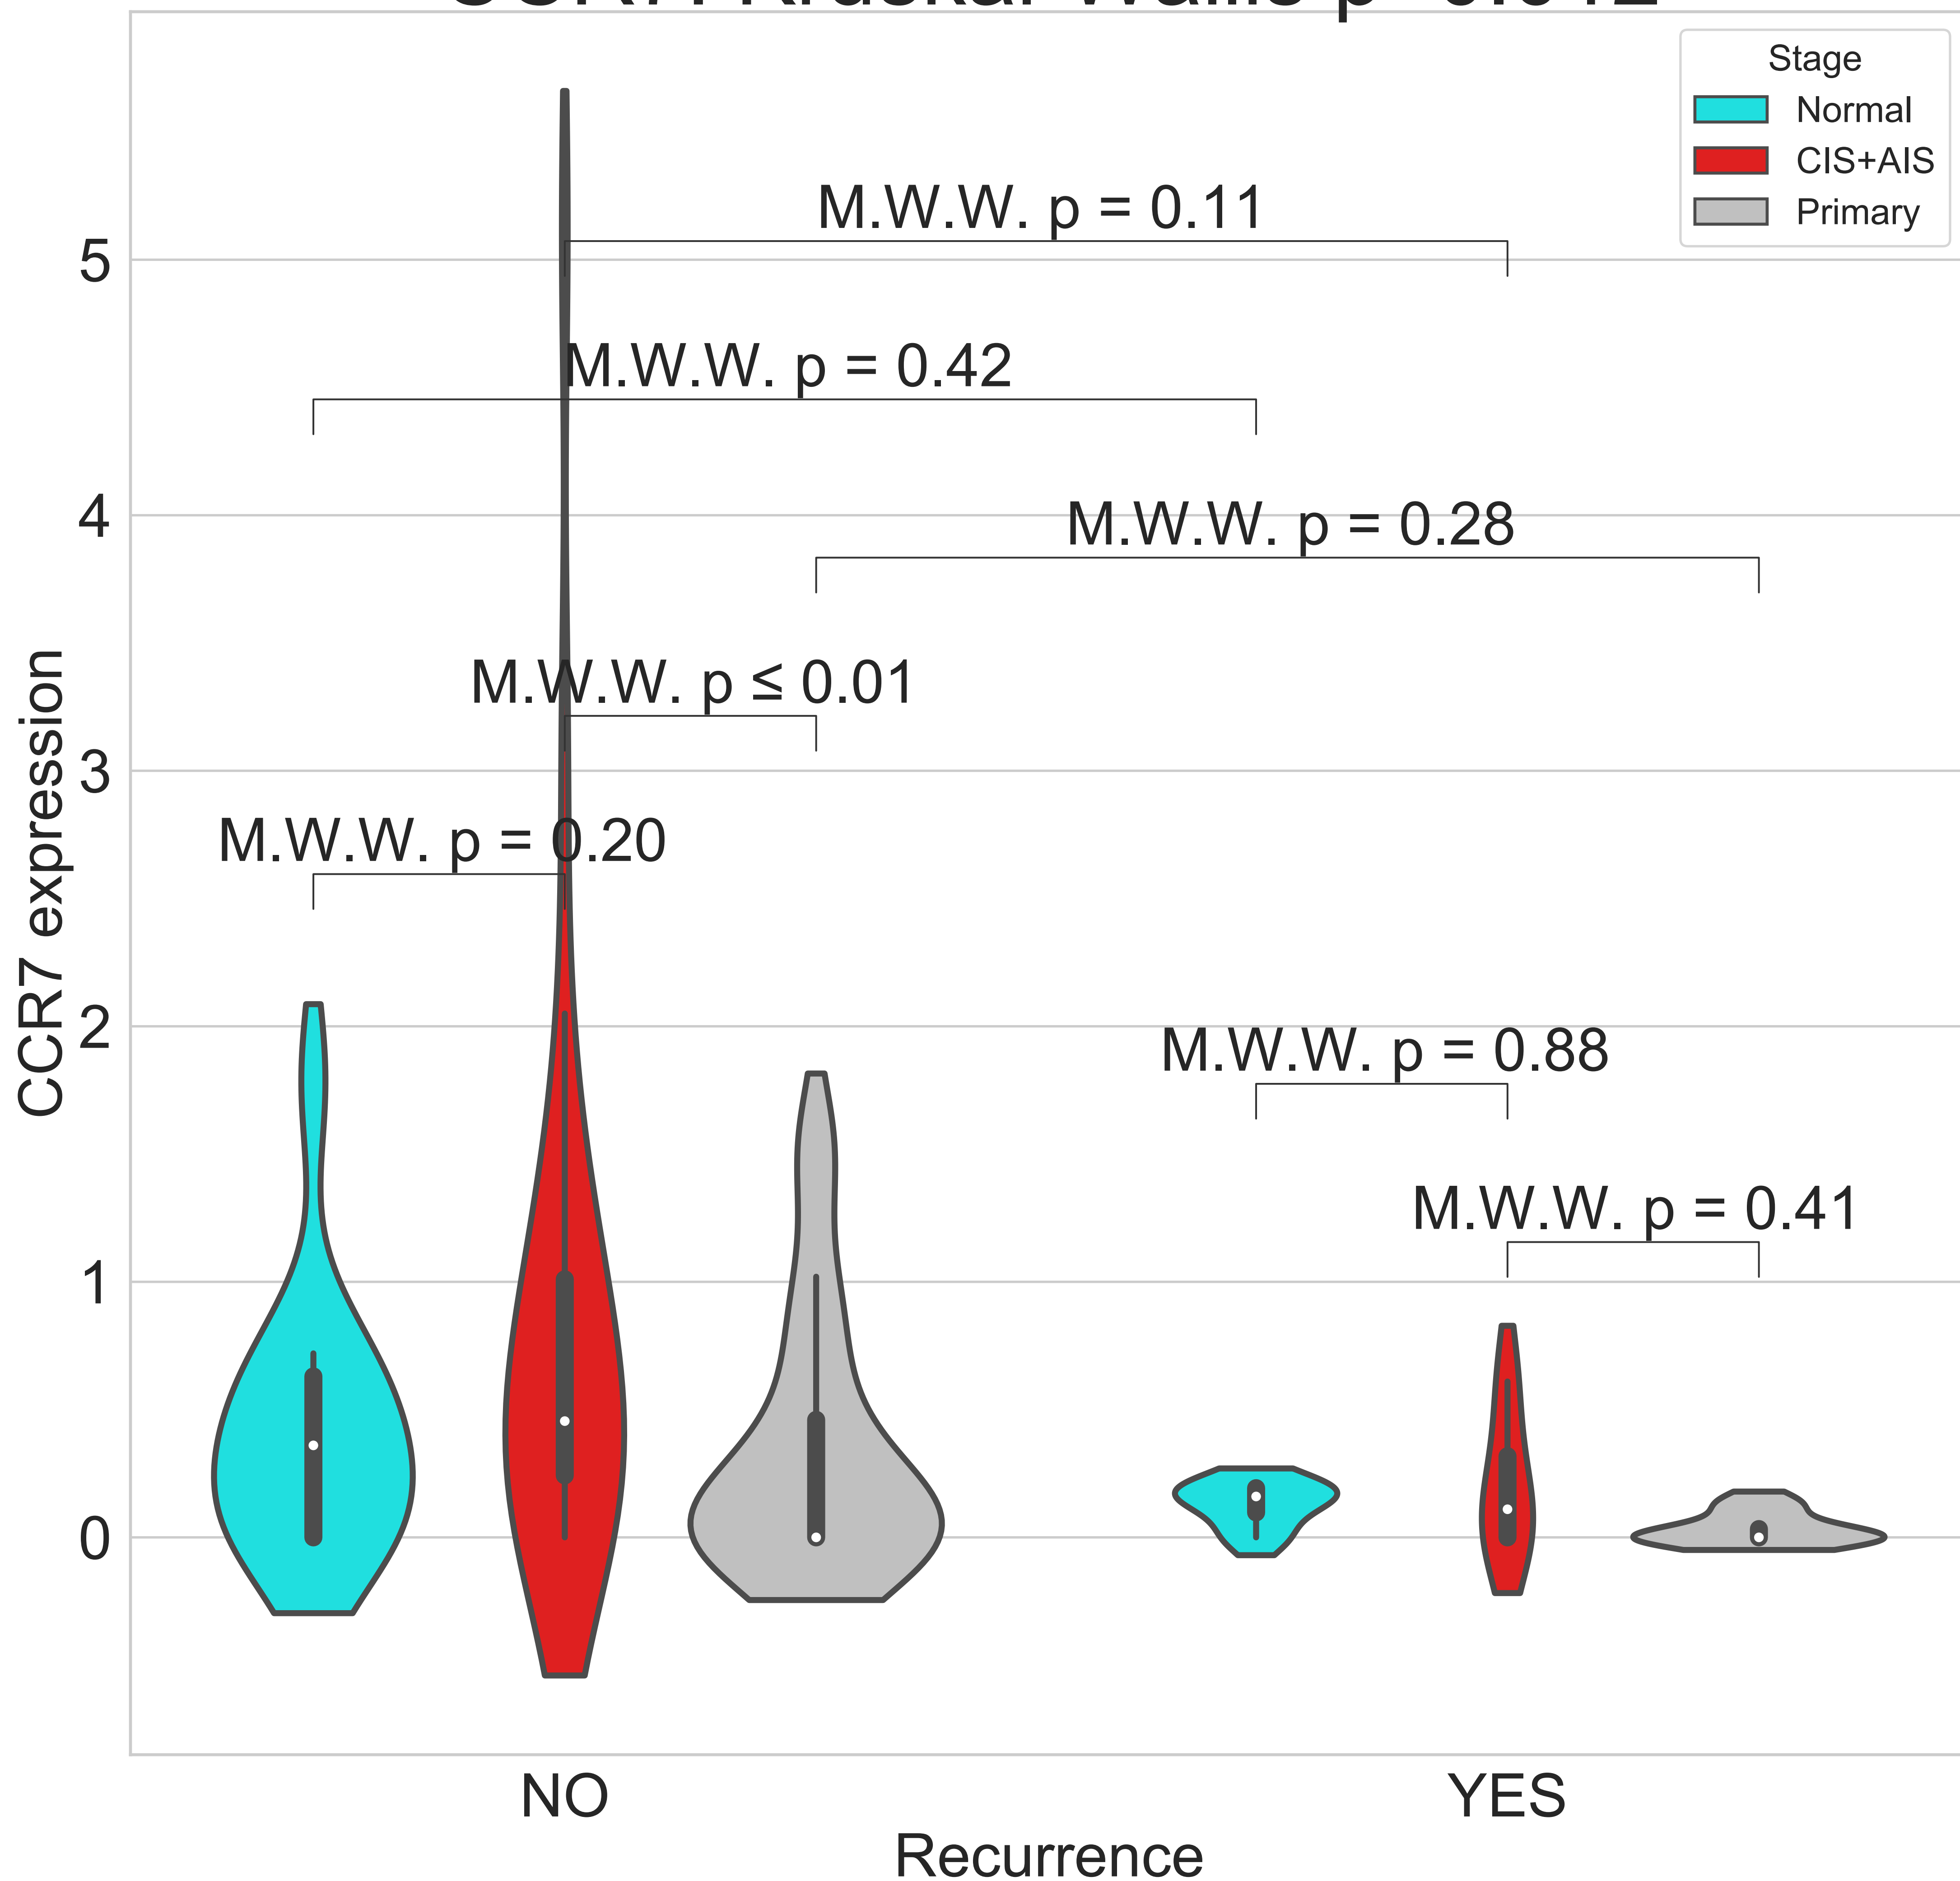 Stage
Normal
CIS+AIS
Primary
M.W.W. p = 0.11
M.W.W. p = 0.42
M.W.W. p = 0.28
M.W.W. p ≤ 0.01
M.W.W. p = 0.20
M.W.W. p = 0.88
M.W.W. p = 0.41
CCR7 expression
5
4
3
2
1
0
NO
YES
Recurrence